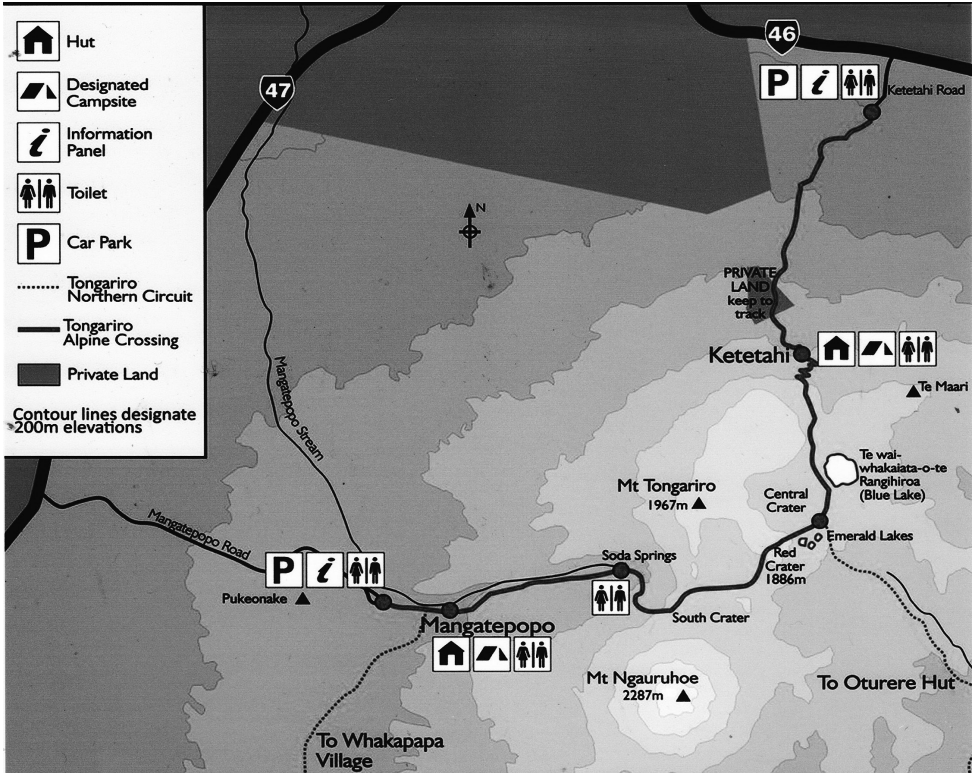 Hut
Designated
Campsite
i
Information
Panel
Toilet
P
Car Park
Tongariro
Northern Circuit
Tongariro
Alpine Crossing
Private Land
Contour lines designate
200m elevations
47
46
P
i
Ketetahi Road
N
PRIVATE
LAND
keep to
track
Ketetahi
Te Maari
Mangatepopo Stream
Te wai-
whakaiata-o-te
Rangihiroa
(Blue Lake)
Mt Tongariro
1967m
Central
Crater
Emerald Lakes
Mangatepopo Road
Red
Crater
1886m
Soda Springs
P
i
Pukeonake
South Crater
Mangatepopo
Mt Ngauruhoe
2287m
To Oturere Hut
To Whakapapa
Village